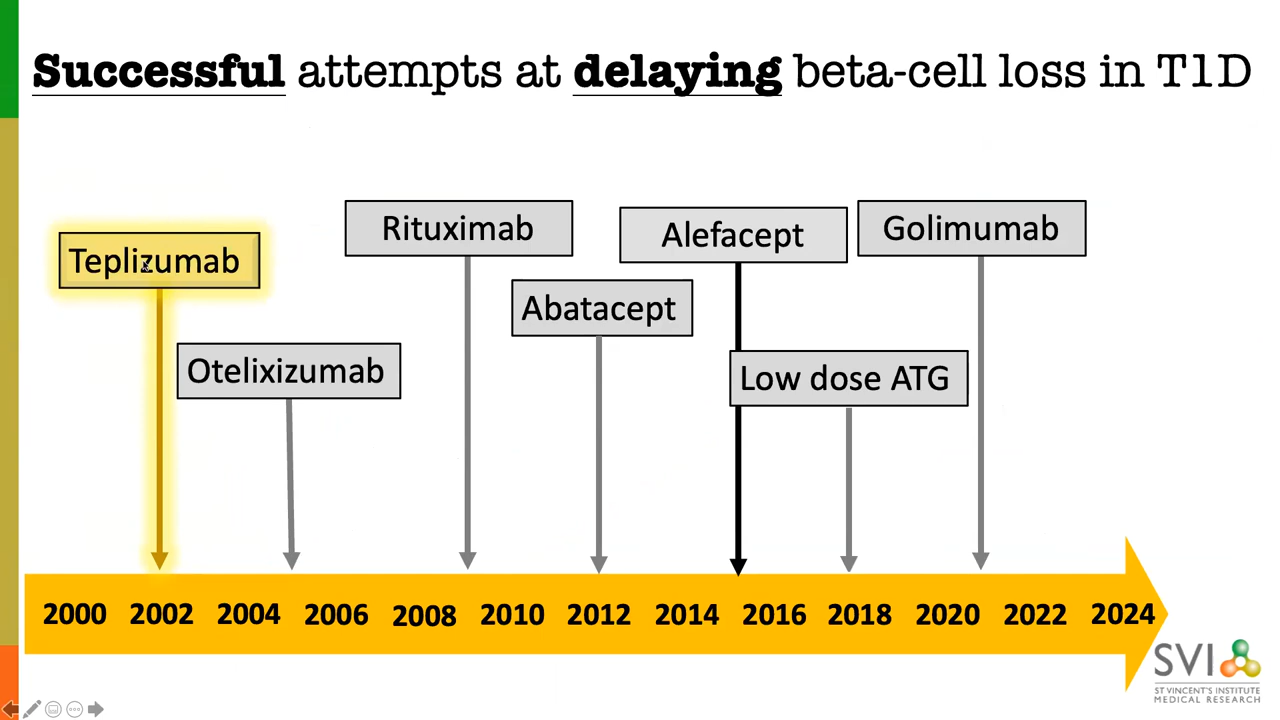 Successful attempts at delaying beta-cell loss in T1D
Rituximab
Alefacept
Golimumab
Teplizumab
Abatacept
Otelixizumab
Low dose ATG
2000 2002 2004 2006 2008 2010 2012 2014 2016 2018 2020 2022 2024
SVI
ST VINCENT'S INSTITUTE
MEDICAL RESEARCH